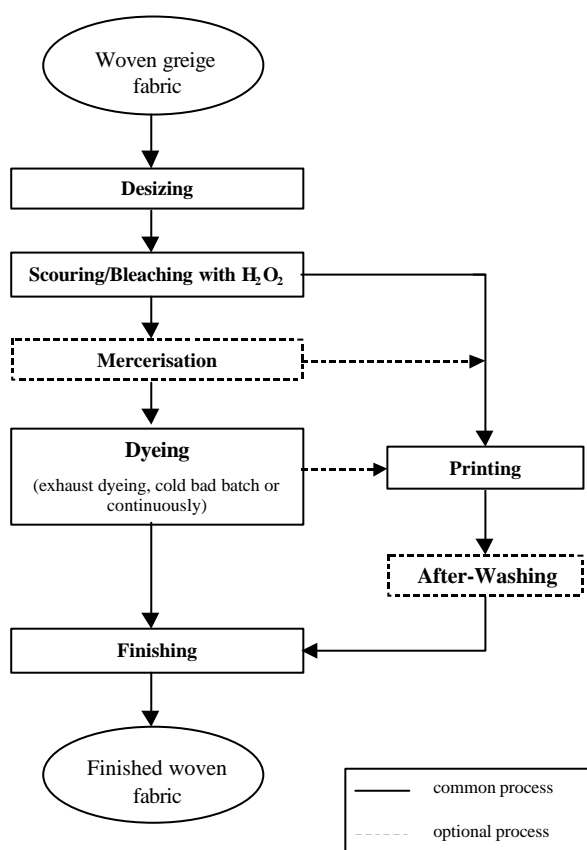 Woven greige
fabric
Desizing
Scouring/Bleaching with H₂O₂
Mercerisation
Dyeing
(exhaust dyeing, cold bad batch or
continuously)
Printing
After-Washing
Finishing
Finished woven
fabric
common process
optional process